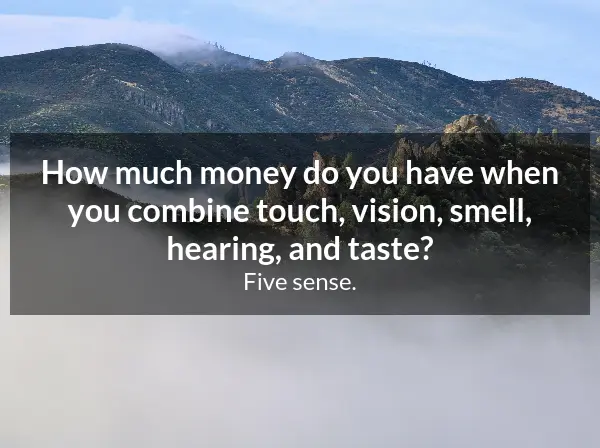 How much money do you have when
you combine touch, vision, smell,
hearing, and taste?
Five sense.